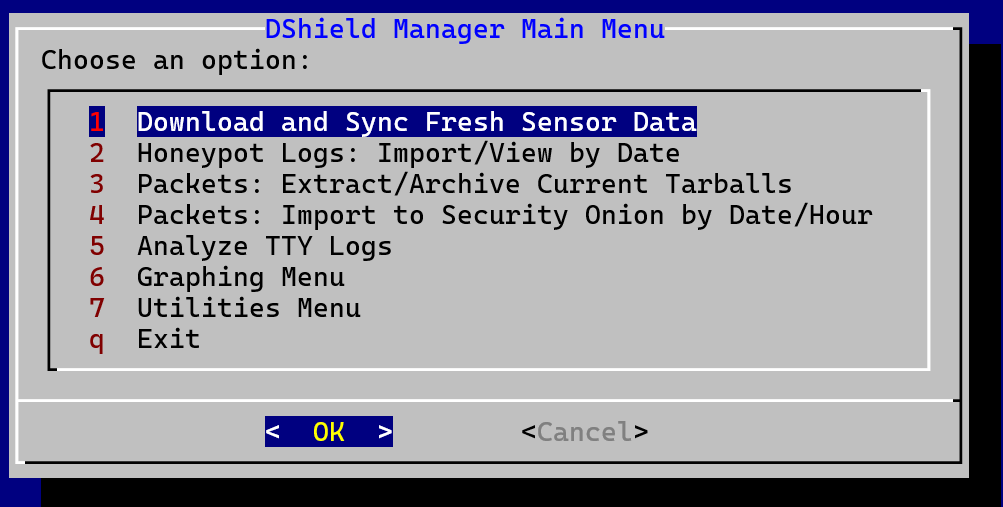 DShield Manager Main Menu
Choose an option:
1 Download and Sync Fresh Sensor Data
2 Honeypot Logs: Import/View by Date
3 Packets: Extract/Archive Current Tarballs
4 Packets: Import to Security Onion by Date/Hour
5 Analyze TTY Logs
6 Graphing Menu
7 Utilities Menu
q Exit
< OK > <Cancel>